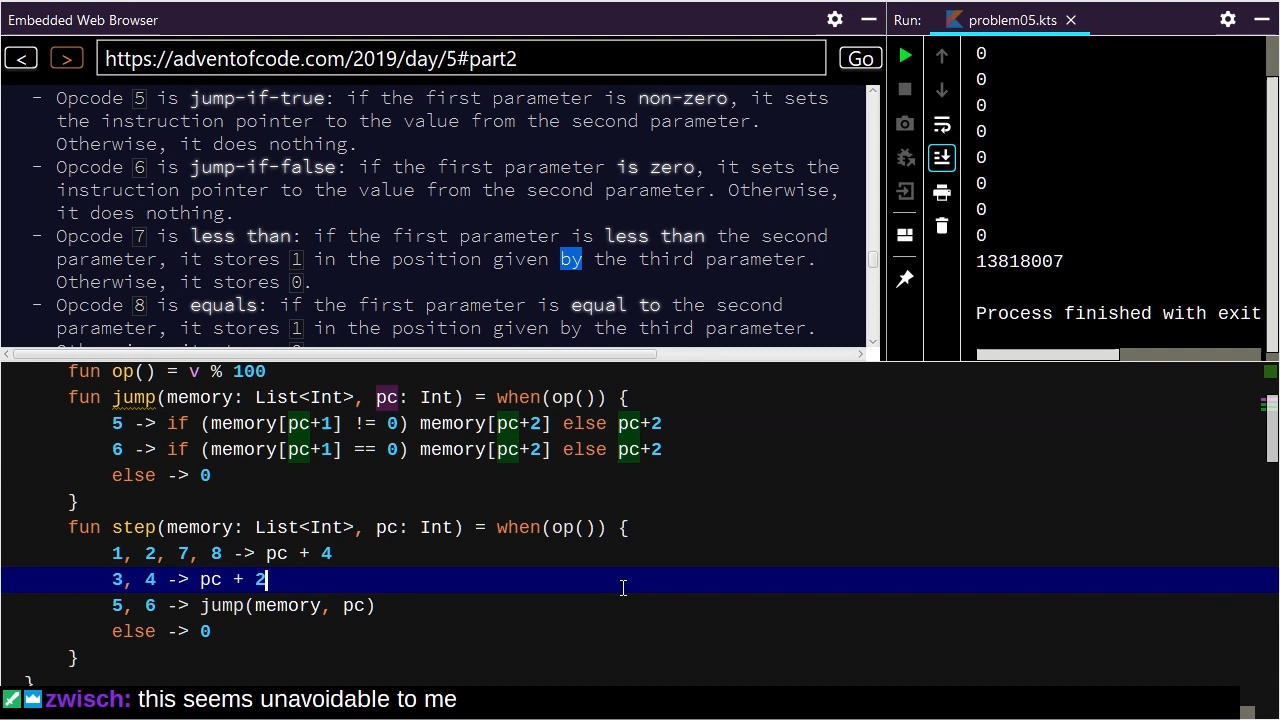 Embedded Web Browser
< > https://adventofcode.com/2019/day/5#part2 Go
- Opcode 5 is jump-if-true: if the first parameter is non-zero, it sets
the instruction pointer to the value from the second parameter.
Otherwise, it does nothing.
- Opcode 6 is jump-if-false: if the first parameter is zero, it sets the
instruction pointer to the value from the second parameter. Otherwise,
it does nothing.
- Opcode 7 is less than: if the first parameter is less than the second
parameter, it stores 1 in the position given by the third parameter.
Otherwise, it stores 0.
- Opcode 8 is equals: if the first parameter is equal to the second
parameter, it stores 1 in the position given by the third parameter.
Run: problem05.kts
0
0
0
0
0
0
0
0
13818007
Process finished with exit
fun op() = v % 100
fun jump(memory: List<Int>, pc: Int) = when(op()) {
5 -> if (memory[pc+1] != 0) memory[pc+2] else pc+2
6 -> if (memory[pc+1] == 0) memory[pc+2] else pc+2
else -> 0
}
fun step(memory: List<Int>, pc: Int) = when(op()) {
1, 2, 7, 8 -> pc + 4
3, 4 -> pc + 2
5, 6 -> jump(memory, pc)
else -> 0
}
}
zwisch: this seems unavoidable to me